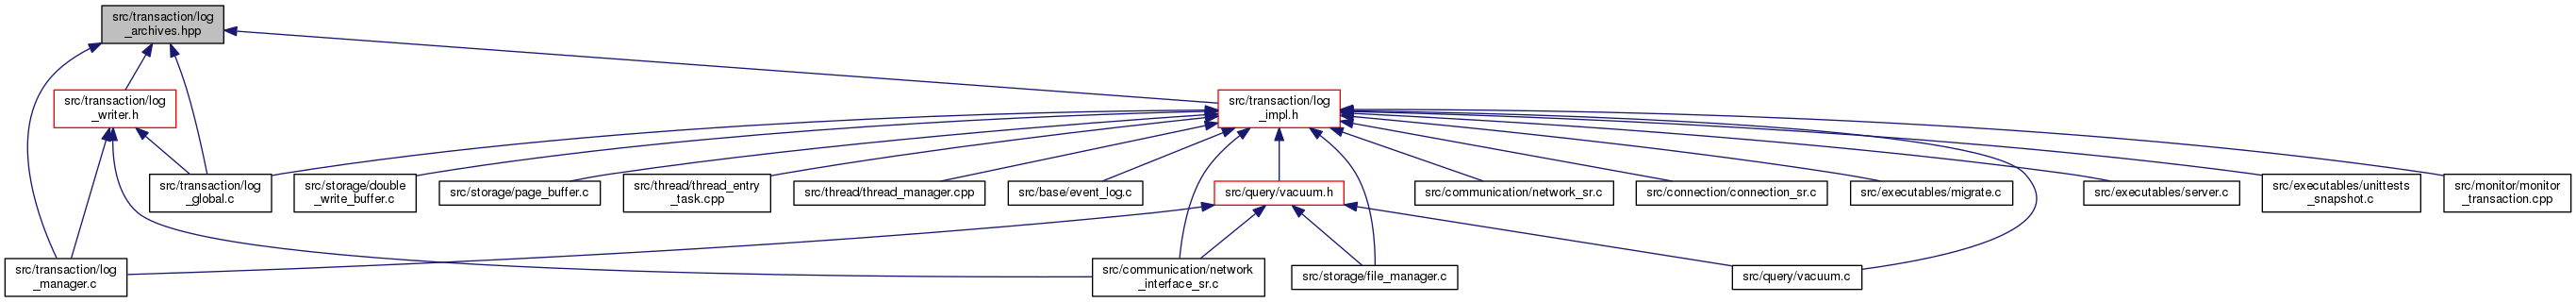 src/transaction/log
_archives.hpp
src/transaction/log
_writer.h
src/transaction/log
_impl.h
src/transaction/log
_global.c
src/storage/double
_write_buffer.c
src/storage/page_buffer.c
src/thread/thread_entry
_task.cpp
src/thread/thread_manager.cpp
src/base/event_log.c
src/query/vacuum.h
src/communication/network_sr.c
src/connection/connection_sr.c
src/executables/migrate.c
src/executables/server.c
src/executables/unittests
_snapshot.c
src/monitor/monitor
_transaction.cpp
src/transaction/log
_manager.c
src/communication/network
_interface_sr.c
src/storage/file_manager.c
src/query/vacuum.c